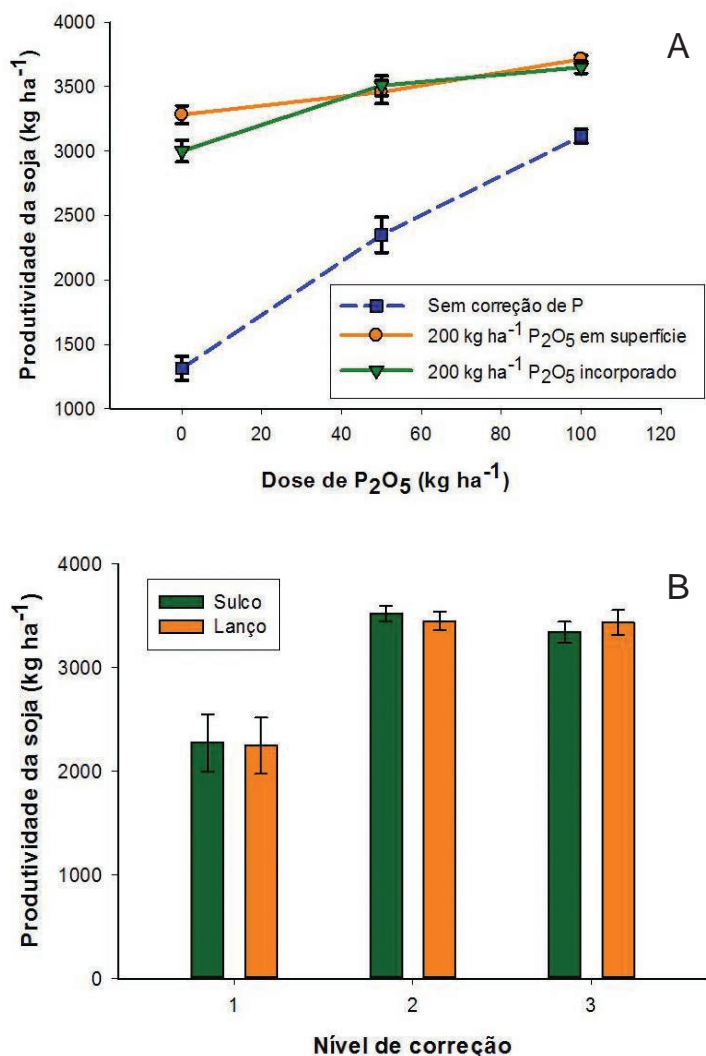 A
Produtividade da soja (kg ha⁻¹)
4000
3500
3000
2500
2000
1500
1000
Sem correção de P
200 kg ha⁻¹ P₂O₅ em superfície
200 kg ha⁻¹ P₂O₅ incorporado
0 20 40 60 80 100 120
Dose de P₂O₅ (kg ha⁻¹)
B
Produtividade da soja (kg ha⁻¹)
4000
3000
2000
1000
0
Sulco
Lanço
1 2 3
Nível de correção